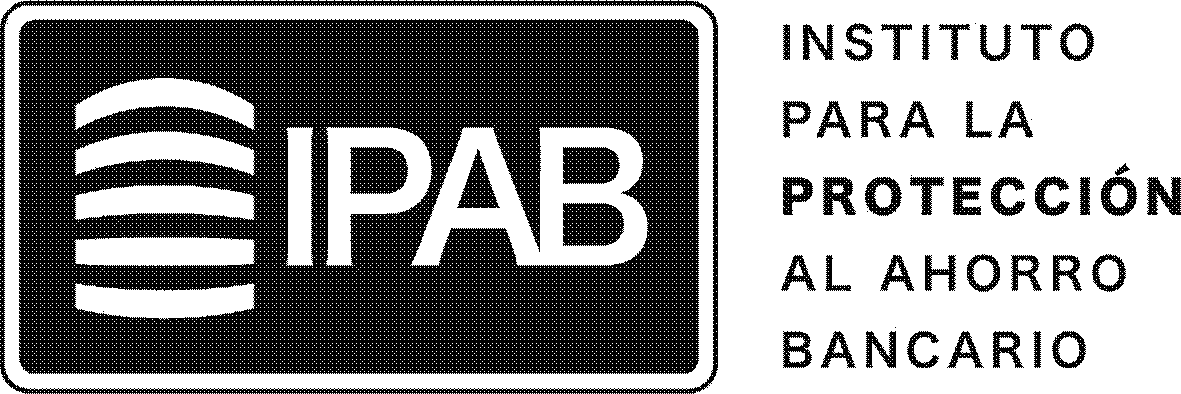 IPAB
INSTITUTO
PARA LA
PROTECCIÓN
AL AHORRO
BANCARIO